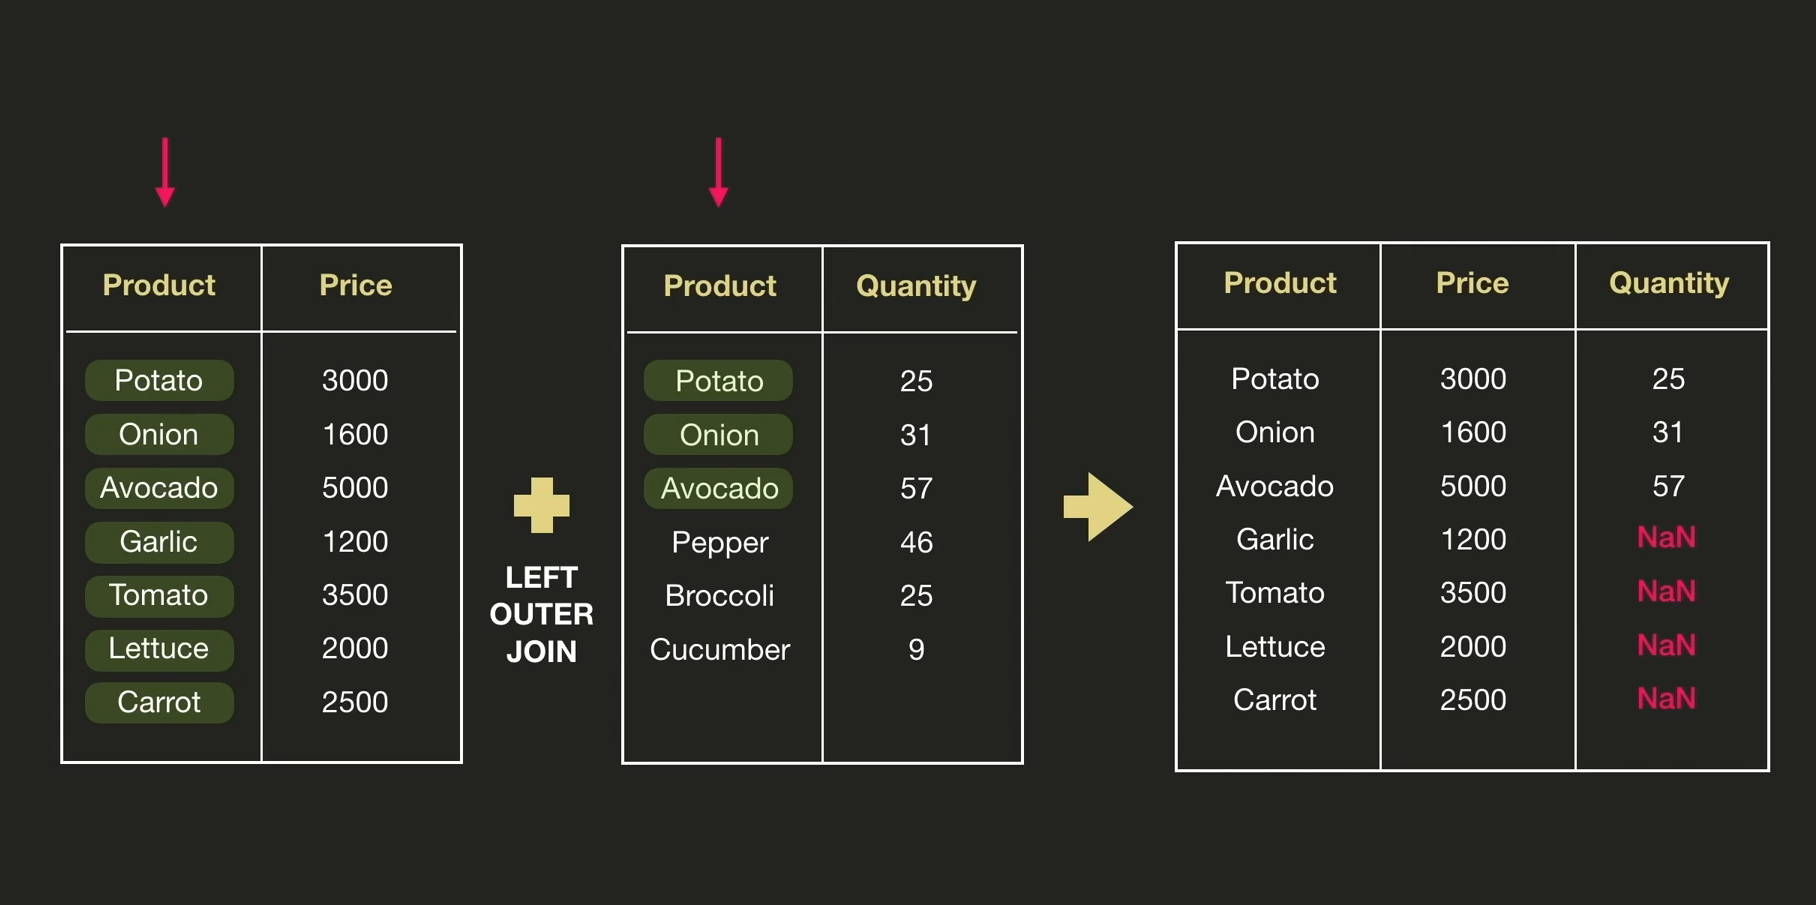 Product Price
Potato 3000
Onion 1600
Avocado 5000
Garlic 1200
Tomato 3500
Lettuce 2000
Carrot 2500
LEFT
OUTER
JOIN
Product Quantity
Potato 25
Onion 31
Avocado 57
Pepper 46
Broccoli 25
Cucumber 9
Product Price Quantity
Potato 3000 25
Onion 1600 31
Avocado 5000 57
Garlic 1200 NaN
Tomato 3500 NaN
Lettuce 2000 NaN
Carrot 2500 NaN